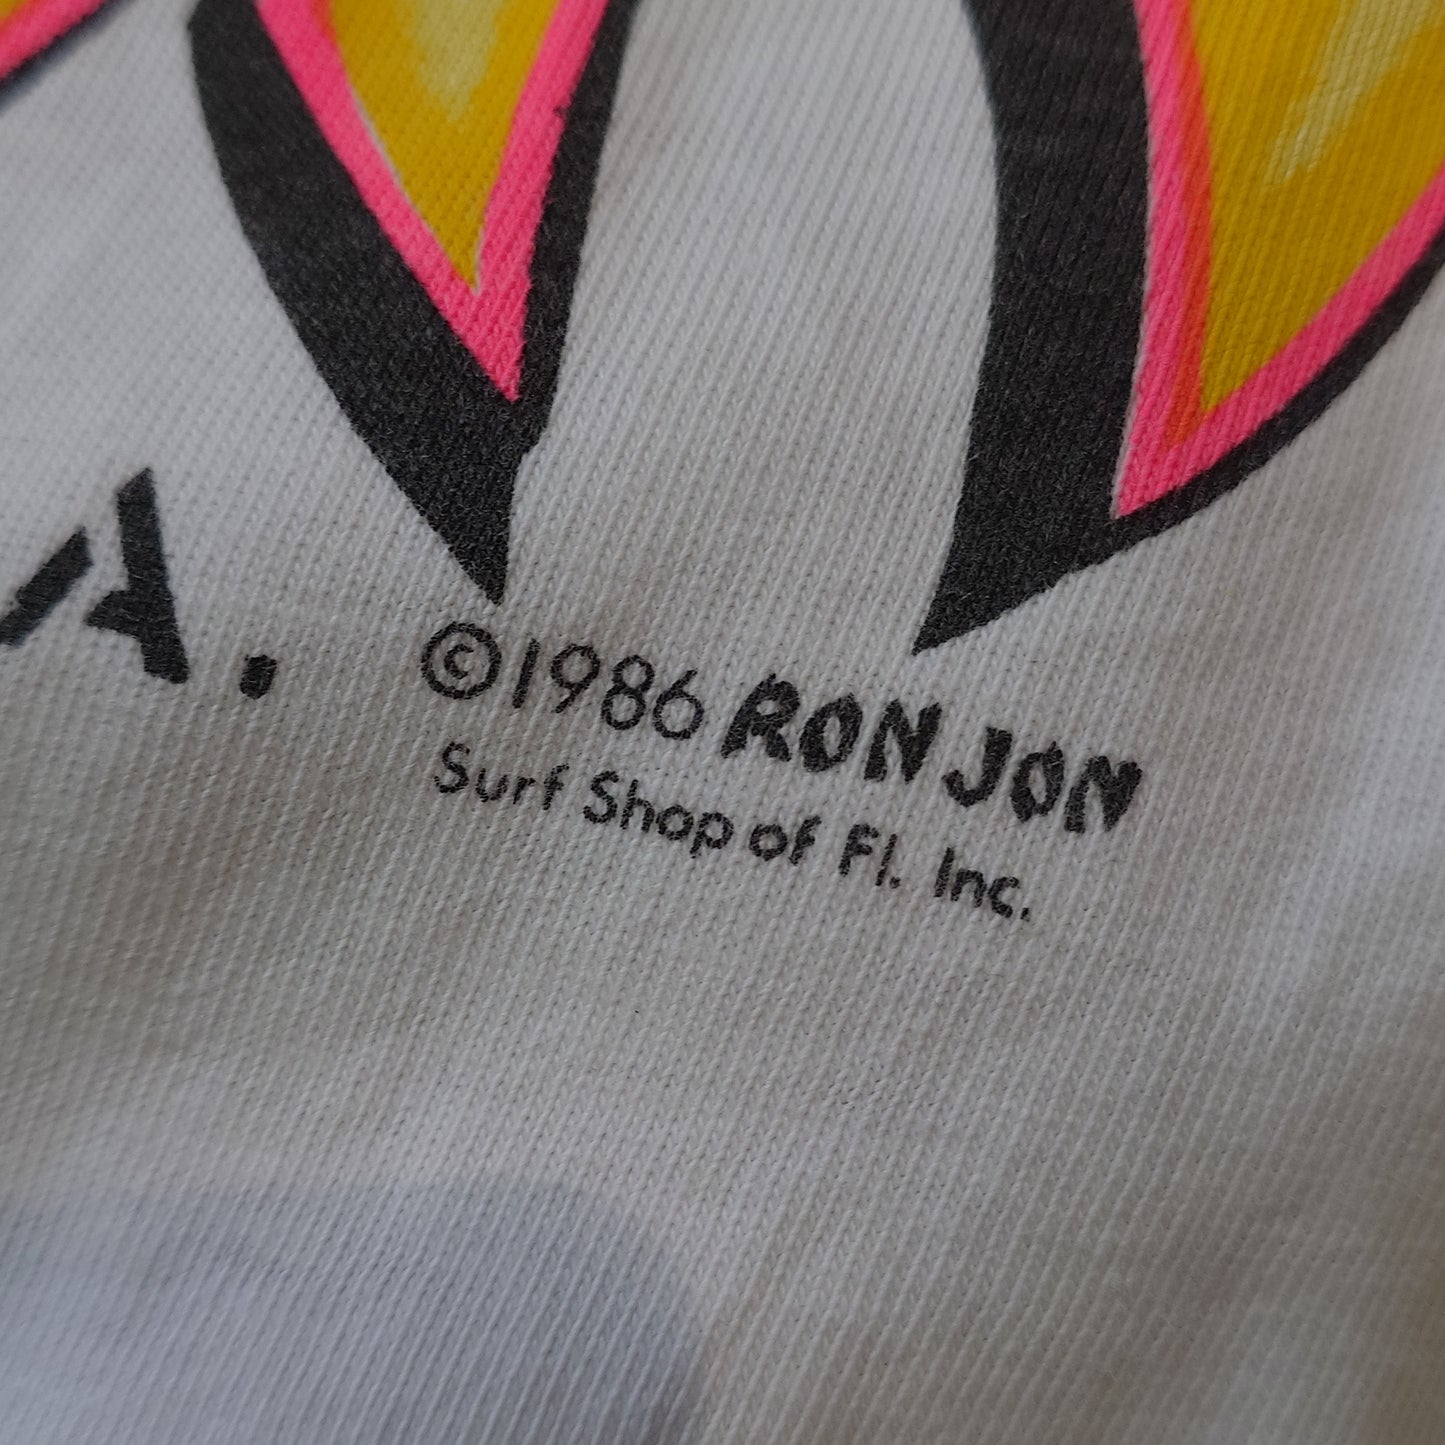 A.
©1986 RON JON
Surf Shop of Fl. Inc.